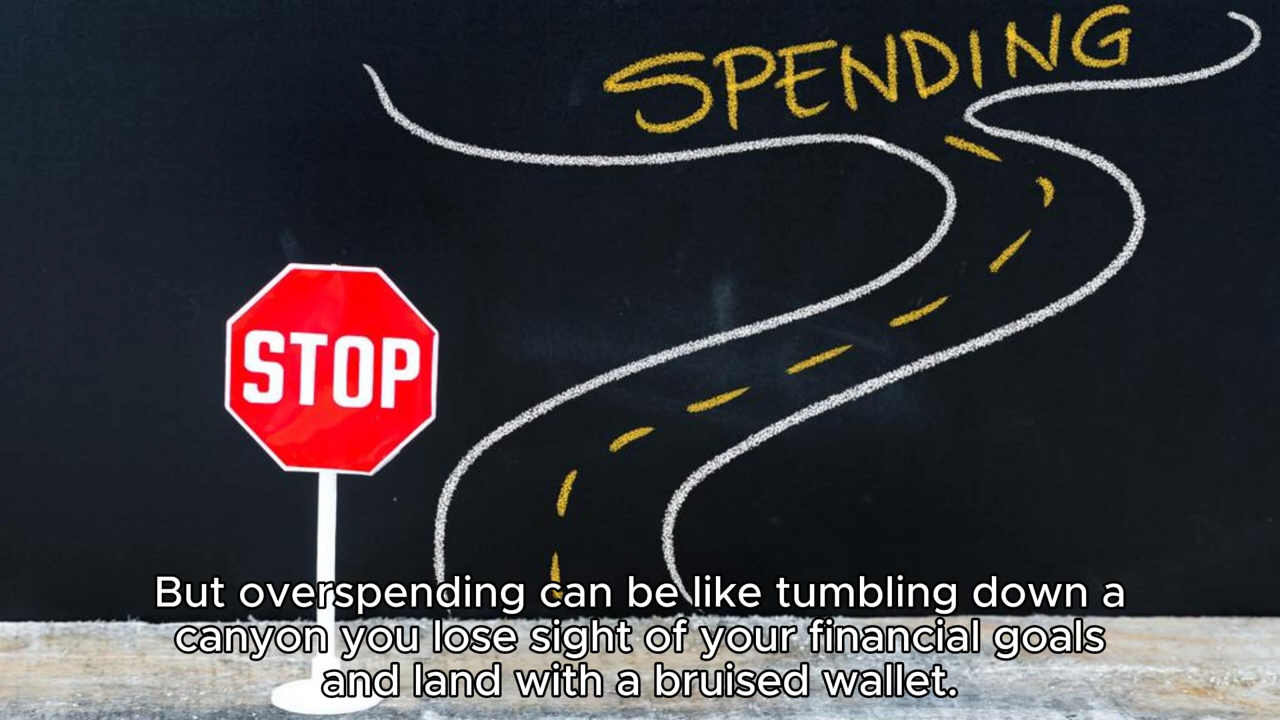 SPENDING
STOP
But overspending can be like tumbling down a
canyon you lose sight of your financial goals
and land with a bruised wallet.